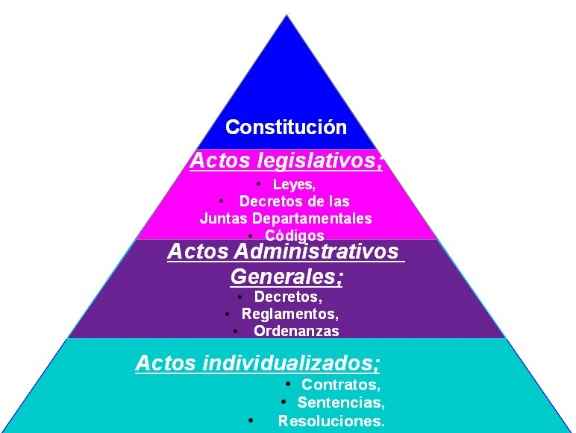 Constitución
Actos legislativos;
• Leyes,
• Decretos de las
Juntas Departamentales
• Códigos
Actos Administrativos
Generales;
• Decretos,
• Reglamentos,
• Ordenanzas
Actos individualizados;
• Contratos,
• Sentencias,
• Resoluciones.